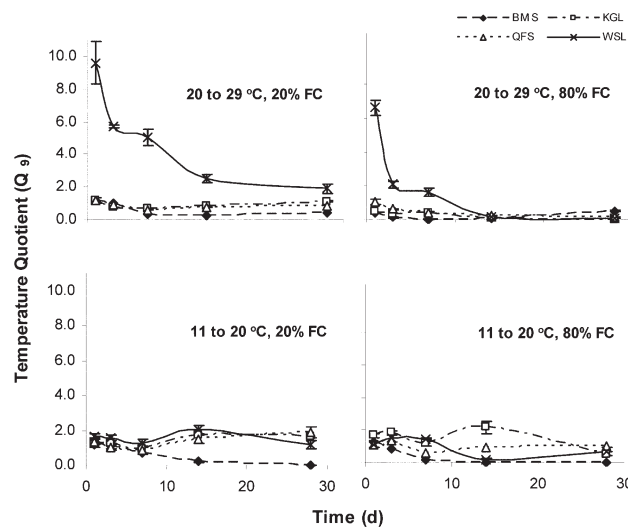 BMS KGL
QFS WSL
Temperature Quotient (Q 9)
10.0
8.0
6.0
4.0
2.0
0.0
20 to 29 °C, 20% FC
20 to 29 °C, 80% FC
10.0
8.0
6.0
4.0
2.0
0.0
11 to 20 °C, 20% FC
11 to 20 °C, 80% FC
0 10 20 30 0 10 20 30
Time (d)